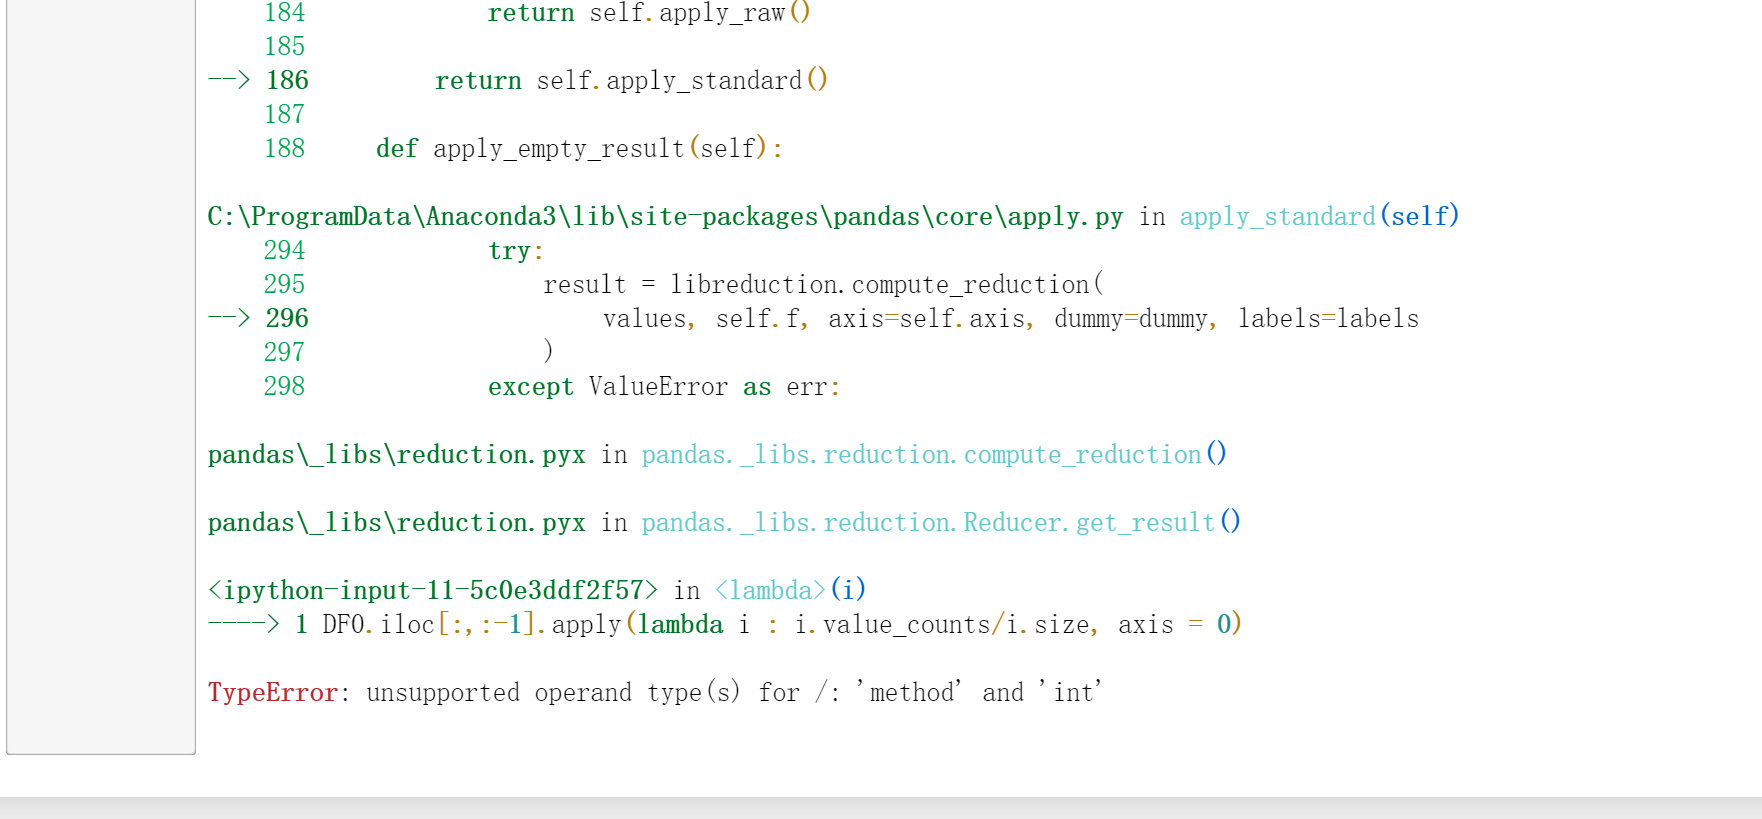 184 return self.apply_raw()
185
--> 186 return self.apply_standard()
187
188 def apply_empty_result(self):
C:\ProgramData\Anaconda3\lib\site-packages\pandas\core\apply.py in apply_standard(self)
294 try:
295 result = libreduction.compute_reduction(
--> 296 values, self.f, axis=self.axis, dummy=dummy, labels=labels
297 )
298 except ValueError as err:
pandas\_libs\reduction.pyx in pandas._libs.reduction.compute_reduction()
pandas\_libs\reduction.pyx in pandas._libs.reduction.Reducer.get_result()
<ipython-input-11-5c0e3ddf2f57> in <lambda>(i)
----> 1 DF0.iloc[:,:-1].apply(lambda i : i.value_counts/i.size, axis = 0)
TypeError: unsupported operand type(s) for /: 'method' and 'int'